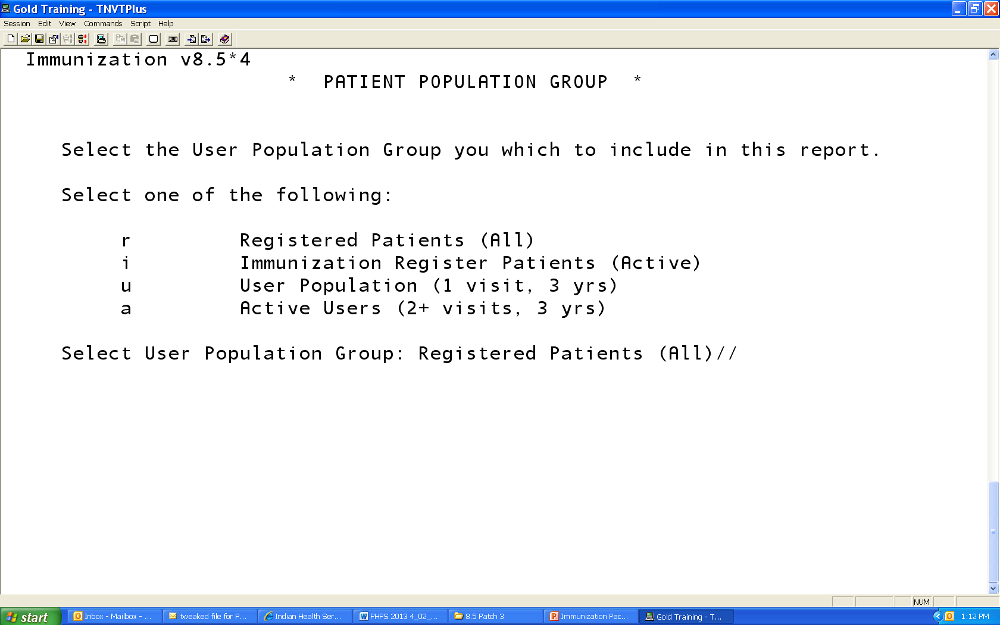 Gold Training - TNVTPlus
Session Edit View Commands Script Help
Immunization v8.5*4
* PATIENT POPULATION GROUP *
Select the User Population Group you which to include in this report.
Select one of the following:
r Registered Patients (All)
i Immunization Register Patients (Active)
u User Population (1 visit, 3 yrs)
a Active Users (2+ visits, 3 yrs)
Select User Population Group: Registered Patients (All)//
NUM
start Inbox - Mailbox - ... tweaked file for P... Indian Health Ser... PHPS 2013 4_02_... 8.5 Patch 3 Immunization Pac... Gold Training - T... 1:12 PM